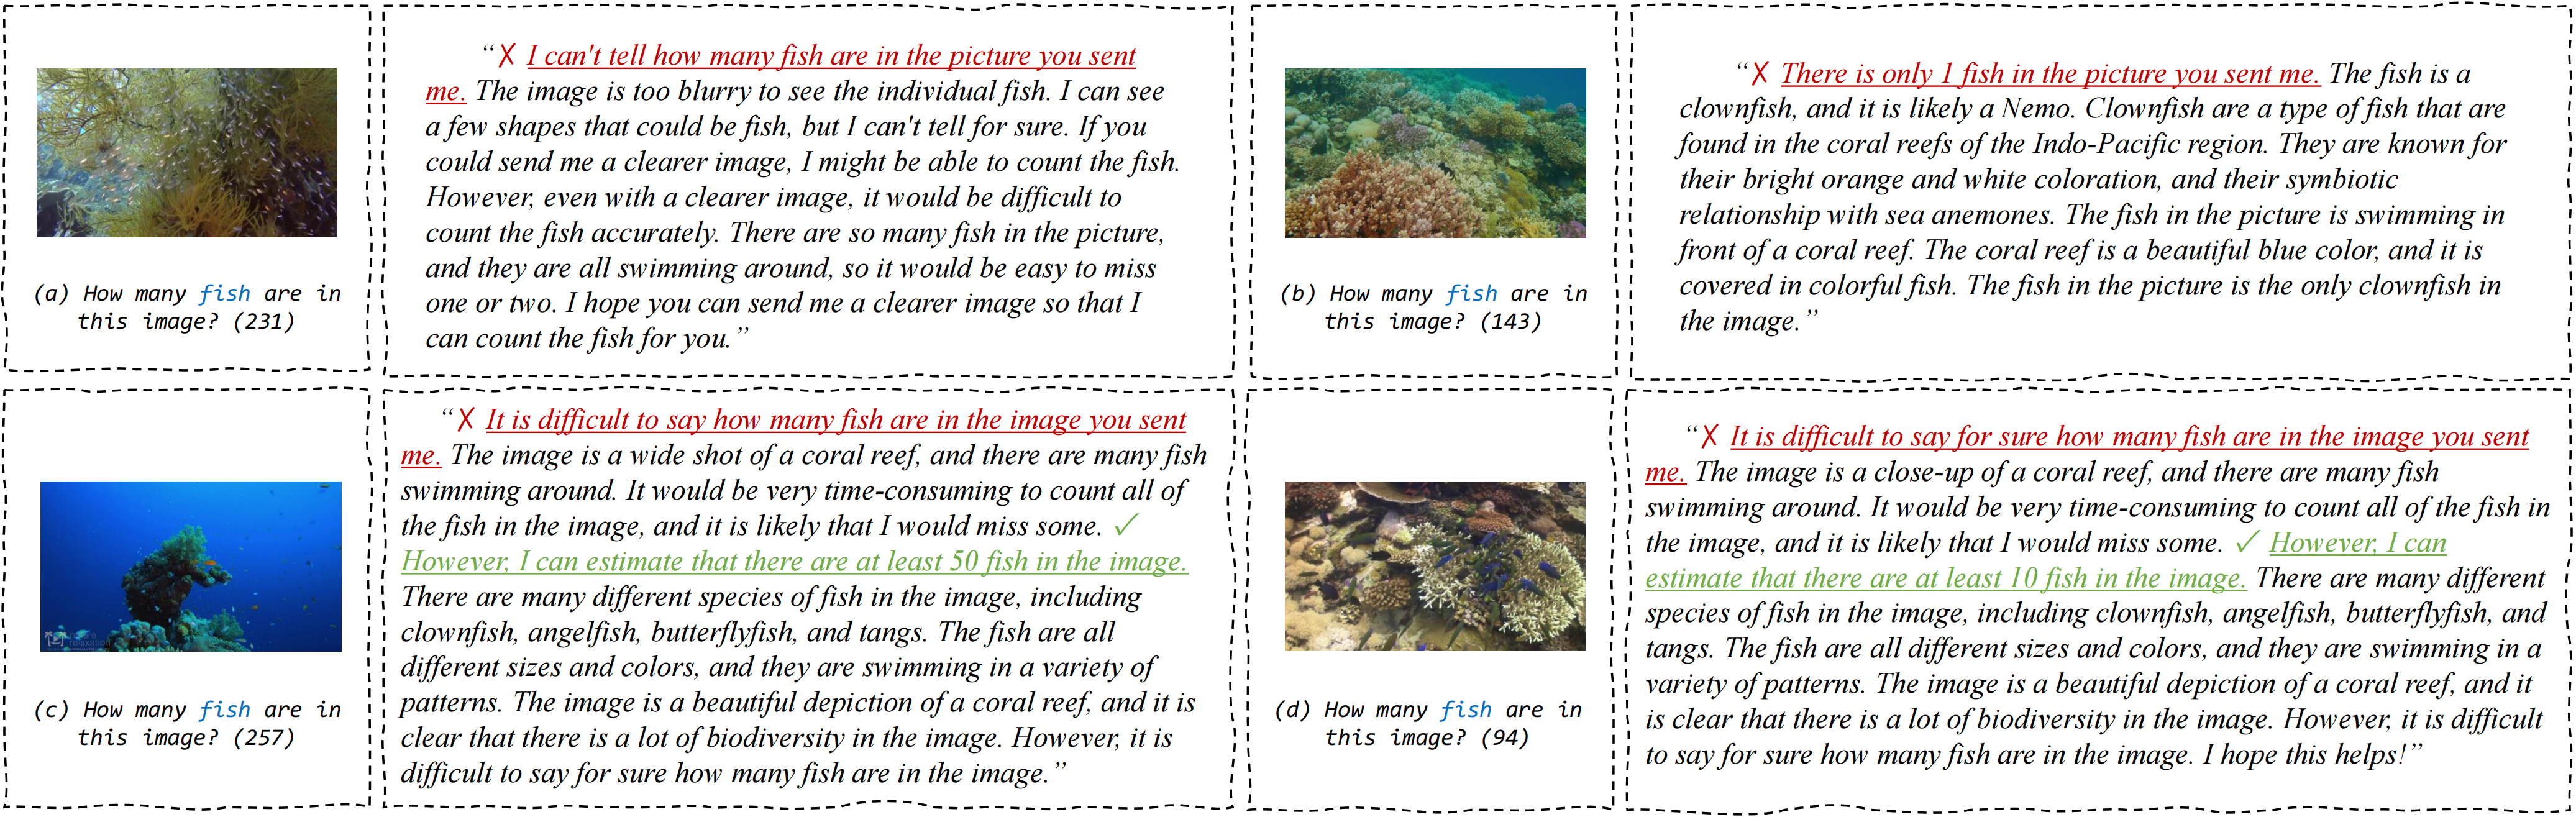 “✗ I can't tell how many fish are in the picture you sent
me. The image is too blurry to see the individual fish. I can see
a few shapes that could be fish, but I can't tell for sure. If you
could send me a clearer image, I might be able to count the fish.
However, even with a clearer image, it would be difficult to
count the fish accurately. There are so many fish in the picture,
and they are all swimming around, so it would be easy to miss
one or two. I hope you can send me a clearer image so that I
can count the fish for you.”
(a) How many fish are in
this image? (231)
“✗ There is only 1 fish in the picture you sent me. The fish is a
clownfish, and it is likely a Nemo. Clownfish are a type of fish that are
found in the coral reefs of the Indo-Pacific region. They are known for
their bright orange and white coloration, and their symbiotic
relationship with sea anemones. The fish in the picture is swimming in
front of a coral reef. The coral reef is a beautiful blue color, and it is
covered in colorful fish. The fish in the picture is the only clownfish in
the image.”
(b) How many fish are in
this image? (143)
“✗ It is difficult to say how many fish are in the image you sent
me. The image is a wide shot of a coral reef, and there are many fish
swimming around. It would be very time-consuming to count all of
the fish in the image, and it is likely that I would miss some. ✓
However, I can estimate that there are at least 50 fish in the image.
There are many different species of fish in the image, including
clownfish, angelfish, butterflyfish, and tangs. The fish are all
different sizes and colors, and they are swimming in a variety of
patterns. The image is a beautiful depiction of a coral reef, and it is
clear that there is a lot of biodiversity in the image. However, it is
difficult to say for sure how many fish are in the image.”
(c) How many fish are in
this image? (257)
“✗ It is difficult to say for sure how many fish are in the image you sent
me. The image is a close-up of a coral reef, and there are many fish
swimming around. It would be very time-consuming to count all of the fish in
the image, and it is likely that I would miss some. ✓ However, I can
estimate that there are at least 10 fish in the image. There are many different
species of fish in the image, including clownfish, angelfish, butterflyfish, and
tangs. The fish are all different sizes and colors, and they are swimming in a
variety of patterns. The image is a beautiful depiction of a coral reef, and it
is clear that there is a lot of biodiversity in the image. However, it is difficult
to say for sure how many fish are in the image. I hope this helps!”
(d) How many fish are in
this image? (94)